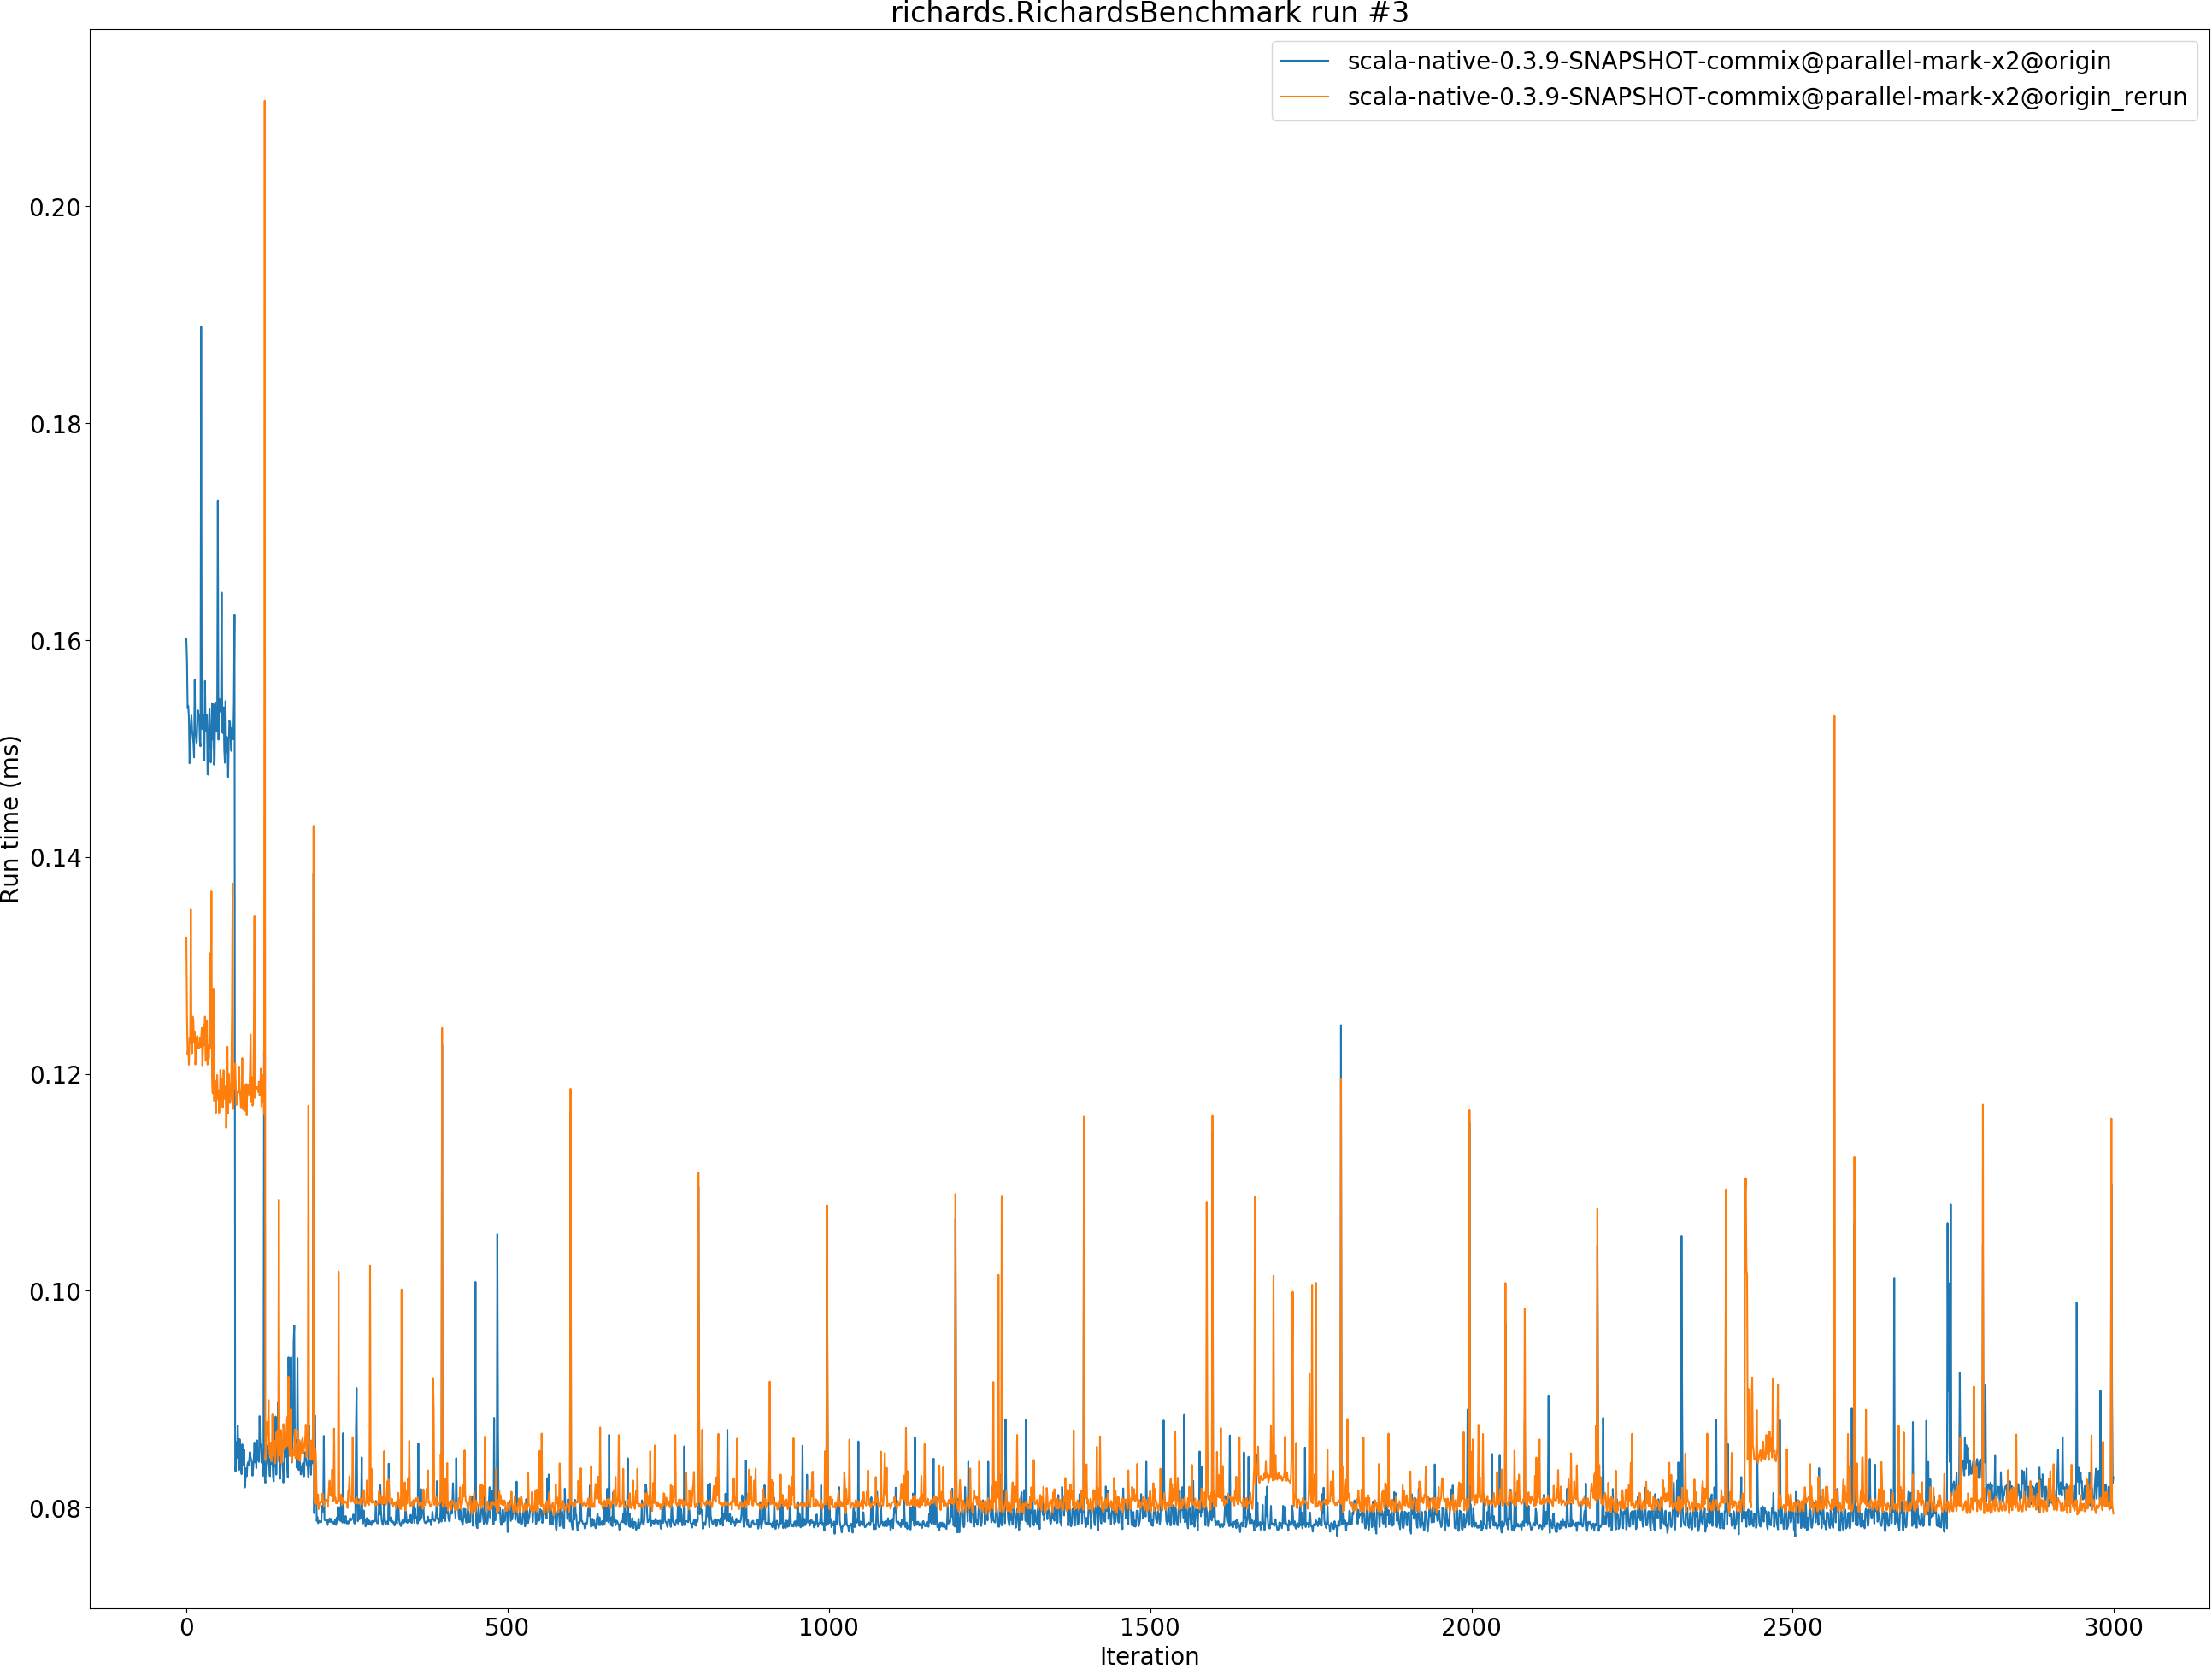 richards.RichardsBenchmark run #3
scala-native-0.3.9-SNAPSHOT-commix@parallel-mark-x2@origin
scala-native-0.3.9-SNAPSHOT-commix@parallel-mark-x2@origin_rerun
Run time (ms)
0.20
0.18
0.16
0.14
0.12
0.10
0.08
0 500 1000 1500 2000 2500 3000
Iteration